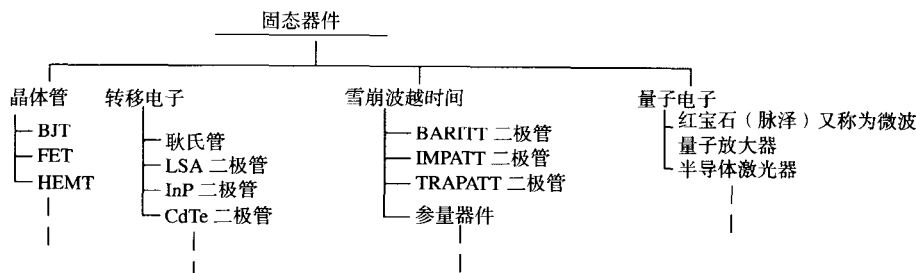 固态器件
晶体管
BJT
FET
HEMT
转移电子
耿氏管
LSA 二极管
InP 二极管
CdTe 二极管
雪崩波越时间
BARITT 二极管
IMPATT 二极管
TRAPATT 二极管
参量器件
量子电子
红宝石（脉泽）又称为微波
量子放大器
半导体激光器